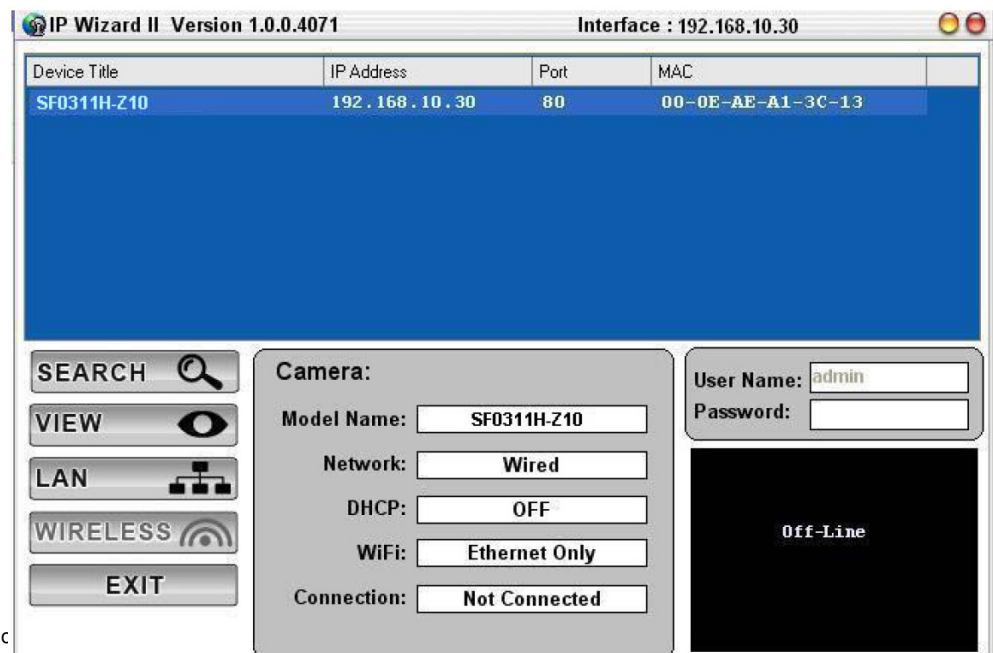 IP Wizard II Version 1.0.0.4071 Interface : 192.168.10.30
Device Title IP Address Port MAC
SF0311H-Z10 192.168.10.30 80 00-0E-AE-A1-3C-13
SEARCH
VIEW
LAN
WIRELESS
EXIT
Camera:
Model Name: SF0311H-Z10
Network: Wired
DHCP: OFF
WiFi: Ethernet Only
Connection: Not Connected
User Name: admin
Password:
Off-Line